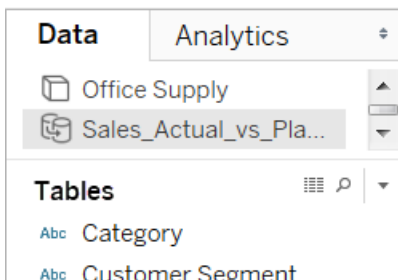 Data Analytics
Office Supply
Sales_Actual_vs_Pla...
Tables
Abc Category
Abc Customer Segment